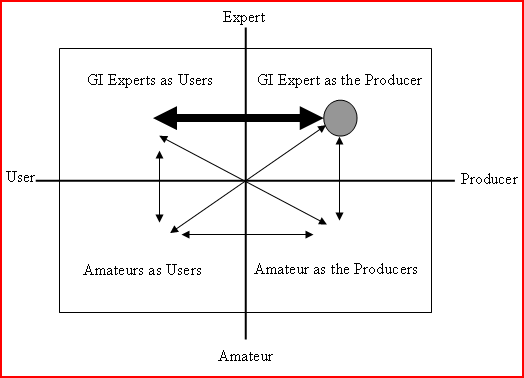 Expert
GI Experts as Users
GI Expert as the Producer
User
Producer
Amateurs as Users
Amateur as the Producers
Amateur